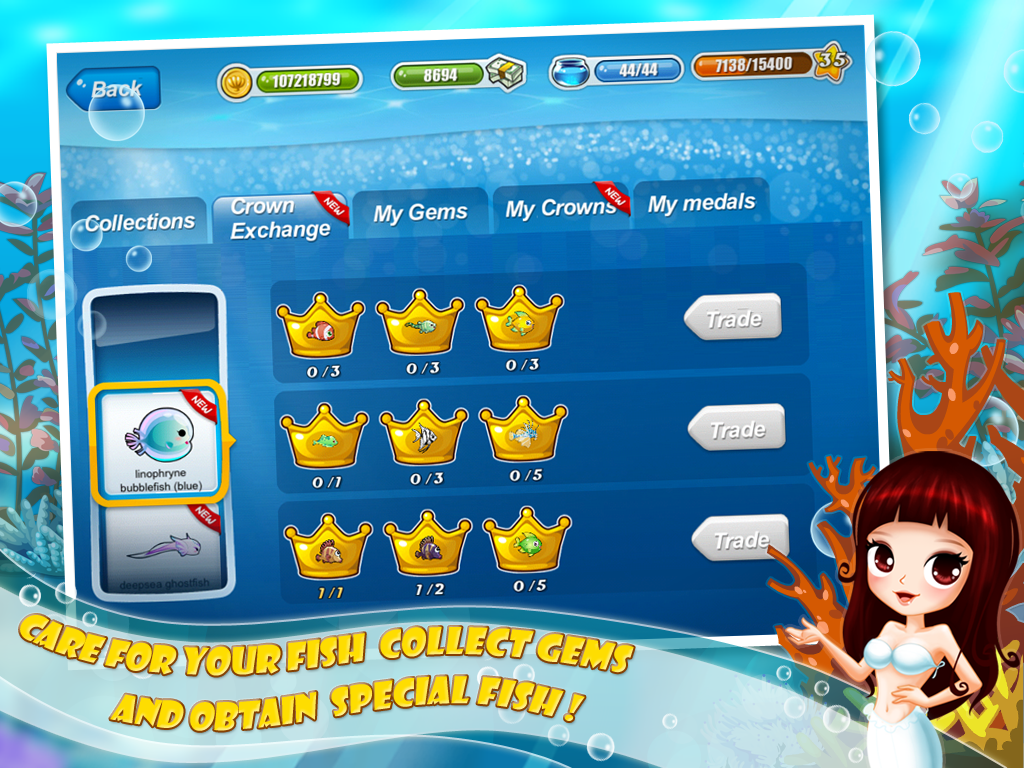 Back
107218799
8694
44/44
7138/15400
35
Collections
Crown
Exchange
NEW
My Gems
My Crowns
NEW
My medals
0/3
0/3
0/3
Trade
NEW
linophryne
bubblefish (blue)
0/1
0/3
0/5
Trade
NEW
deepsea ghostfish
1/1
1/2
0/5
Trade
CARE FOR YOUR FISH COLLECT GEMS
AND OBTAIN SPECIAL FISH!